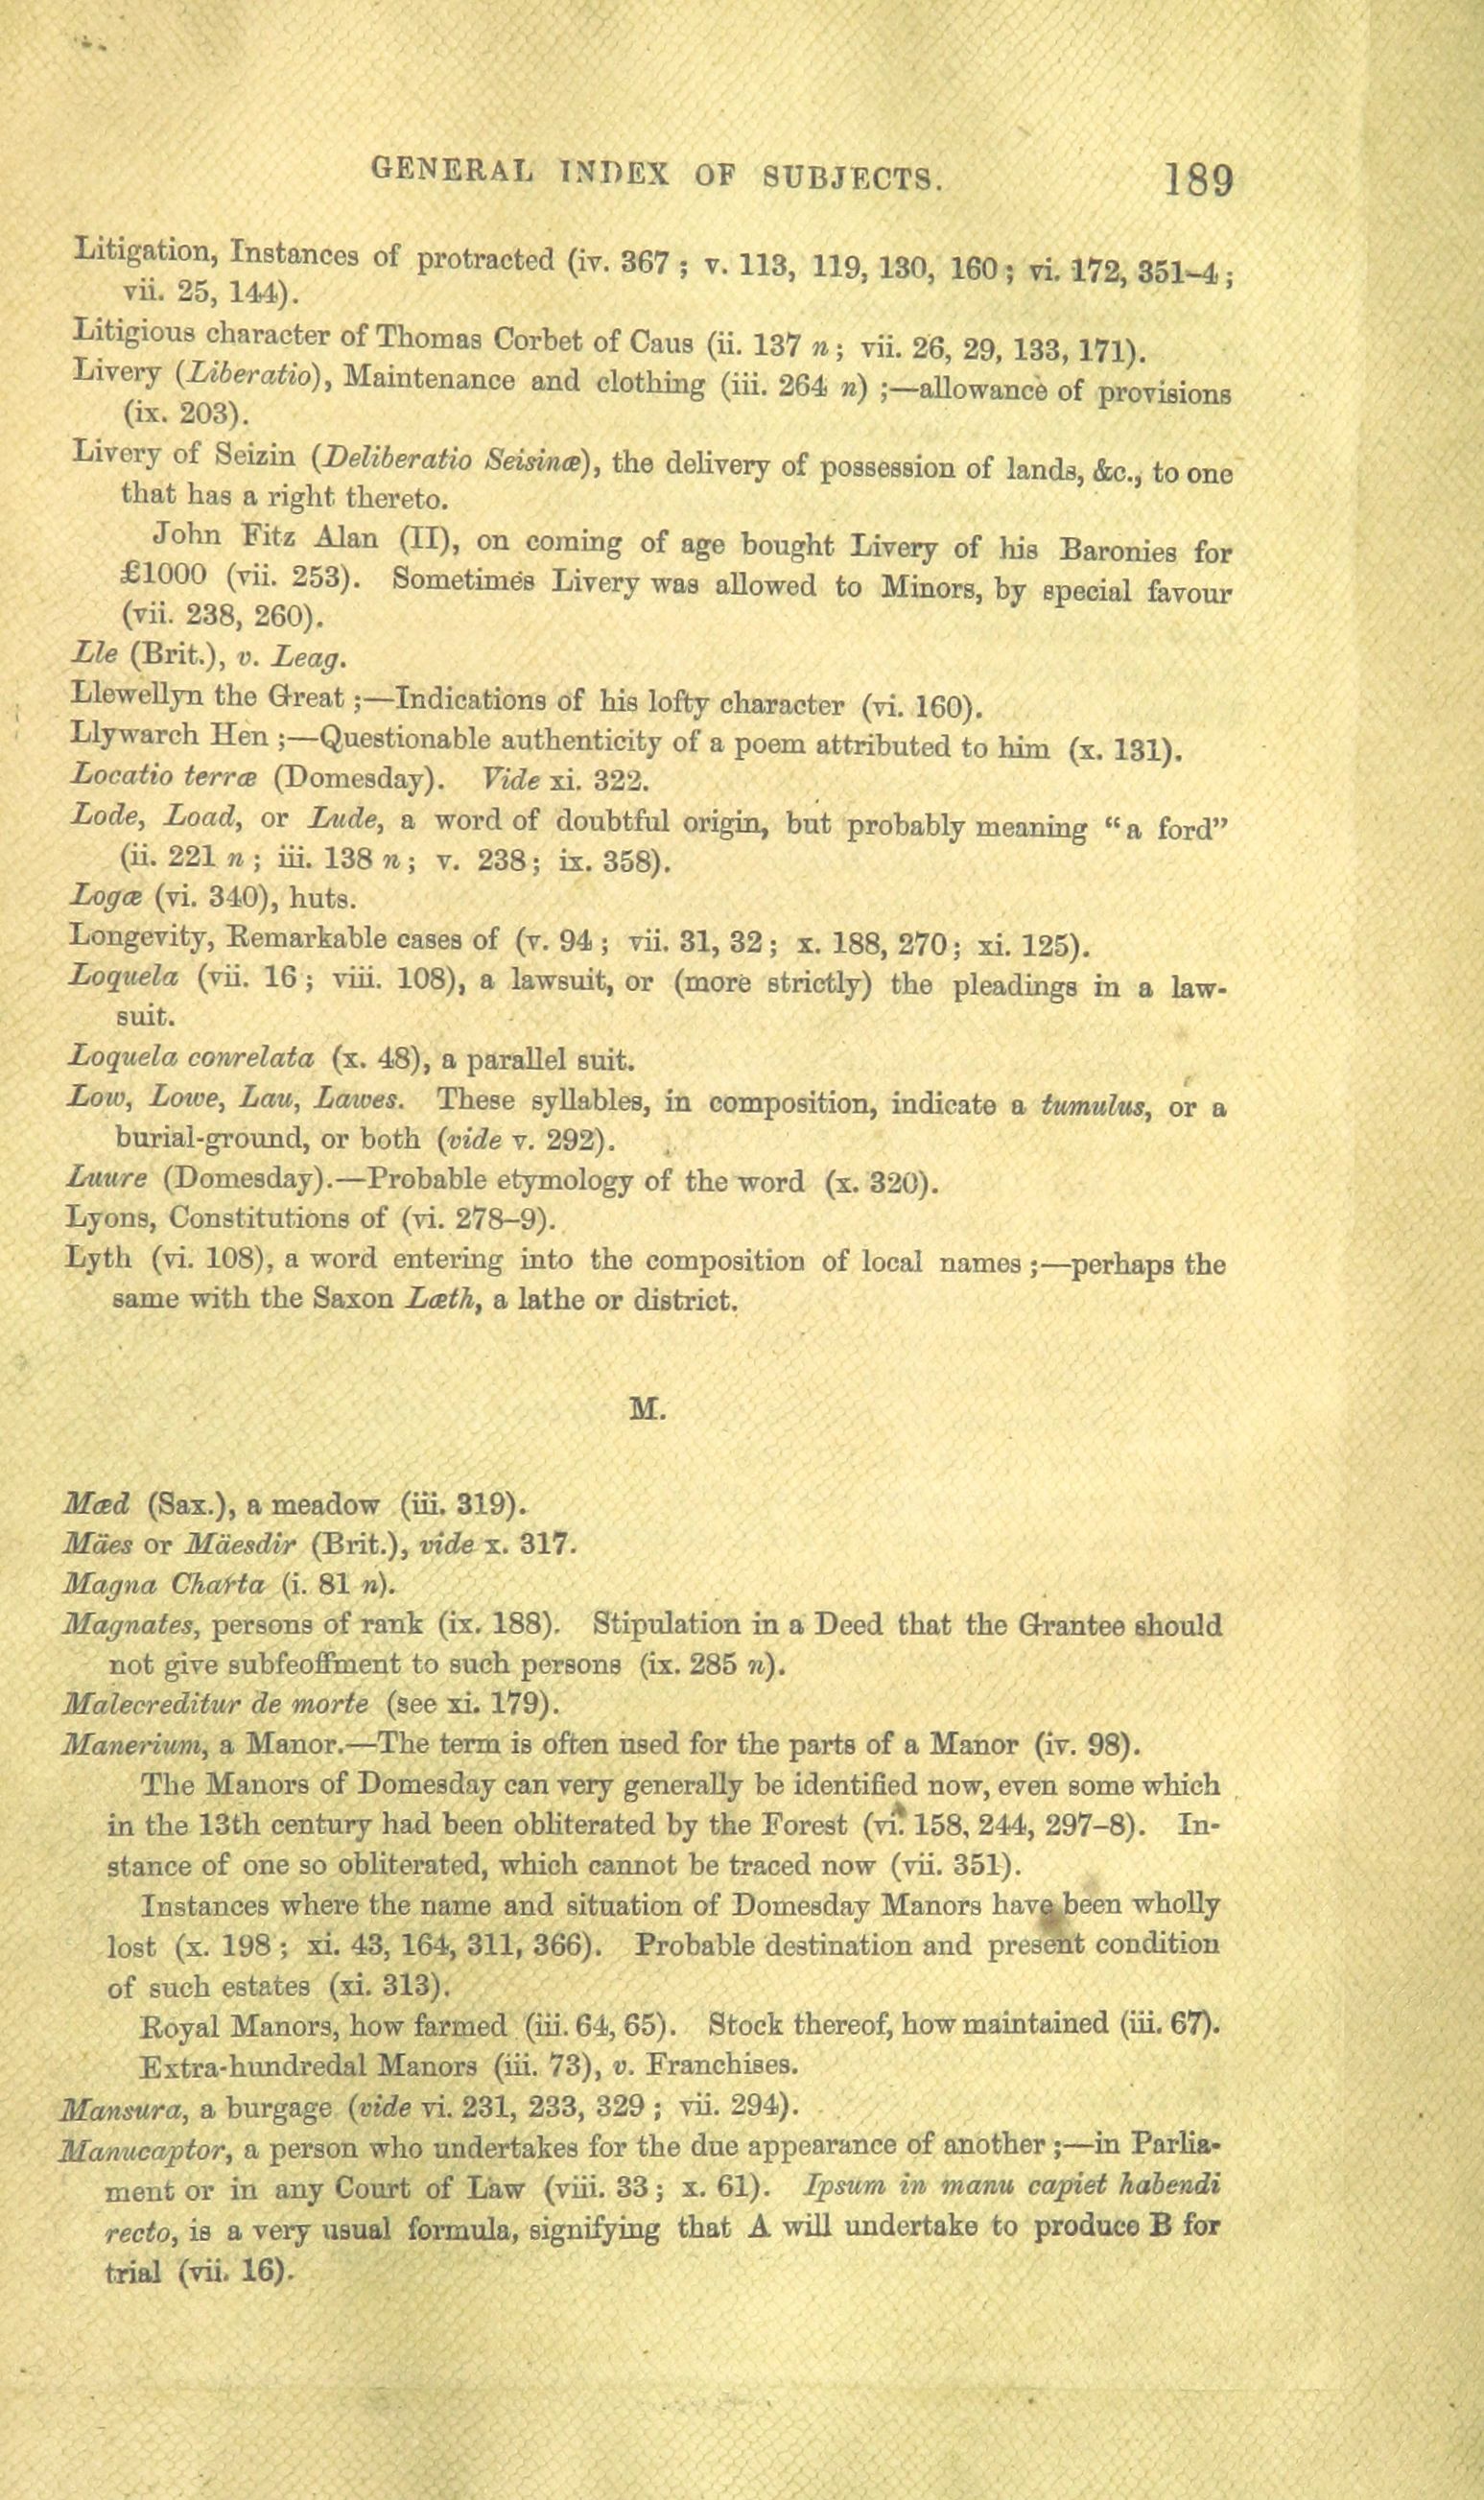 GENERAL INDEX OF SUBJECTS. 189
Litigation, Instances of protracted (iv. 367 ; v. 113, 119, 130, 160 ; vi. 172, 351–4 ;
vii. 25, 144).
Litigious character of Thomas Corbet of Caus (ii. 137 n ; vii. 26, 29, 133, 171).
Livery (Liberatio), Maintenance and clothing (iii. 264 n) ;—allowance of provisions
(ix. 203).
Livery of Seizin (Deliberatio Seisinæ), the delivery of possession of lands, &c., to one
that has a right thereto.
John Fitz Alan (II), on coming of age bought Livery of his Baronies for
£1000 (vii. 253). Sometimes Livery was allowed to Minors, by special favour
(vii. 238, 260).
Lle (Brit.), v. Leag.
Llewellyn the Great ;—Indications of his lofty character (vi. 160).
Llywarch Hen ;—Questionable authenticity of a poem attributed to him (x. 131).
Locatio terræ (Domesday). Vide xi. 322.
Lode, Load, or Lude, a word of doubtful origin, but probably meaning “a ford”
(ii. 221 n ; iii. 138 n ; v. 238 ; ix. 358).
Logæ (vi. 340), huts.
Longevity, Remarkable cases of (v. 94 ; vii. 31, 32 ; x. 188, 270 ; xi. 125).
Loquela (vii. 16 ; viii. 108), a lawsuit, or (more strictly) the pleadings in a law-
suit.
Loquela conrelata (x. 48), a parallel suit.
Low, Lowe, Lau, Lawes. These syllables, in composition, indicate a tumulus, or a
burial-ground, or both (vide v. 292).
Luure (Domesday).—Probable etymology of the word (x. 320).
Lyons, Constitutions of (vi. 278–9).
Lyth (vi. 108), a word entering into the composition of local names ;—perhaps the
same with the Saxon Læth, a lathe or district.
M.
Mæd (Sax.), a meadow (iii. 319).
Mäes or Mäesdir (Brit.), vide x. 317.
Magna Charta (i. 81 n).
Magnates, persons of rank (ix. 188). Stipulation in a Deed that the Grantee should
not give subfeoffment to such persons (ix. 285 n).
Malecreditur de morte (see xi. 179).
Manerium, a Manor.—The term is often used for the parts of a Manor (iv. 98).
The Manors of Domesday can very generally be identified now, even some which
in the 13th century had been obliterated by the Forest (vi. 158, 244, 297–8). In-
stance of one so obliterated, which cannot be traced now (vii. 351).
Instances where the name and situation of Domesday Manors have been wholly
lost (x. 198 ; xi. 43, 164, 311, 366). Probable destination and present condition
of such estates (xi. 313).
Royal Manors, how farmed (iii. 64, 65). Stock thereof, how maintained (iii. 67).
Extra-hundredal Manors (iii. 73), v. Franchises.
Mansura, a burgage (vide vi. 231, 233, 329 ; vii. 294).
Manucaptor, a person who undertakes for the due appearance of another ;—in Parlia-
ment or in any Court of Law (viii. 33 ; x. 61). Ipsum in manu capiet habendi
recto, is a very usual formula, signifying that A will undertake to produce B for
trial (vii. 16).